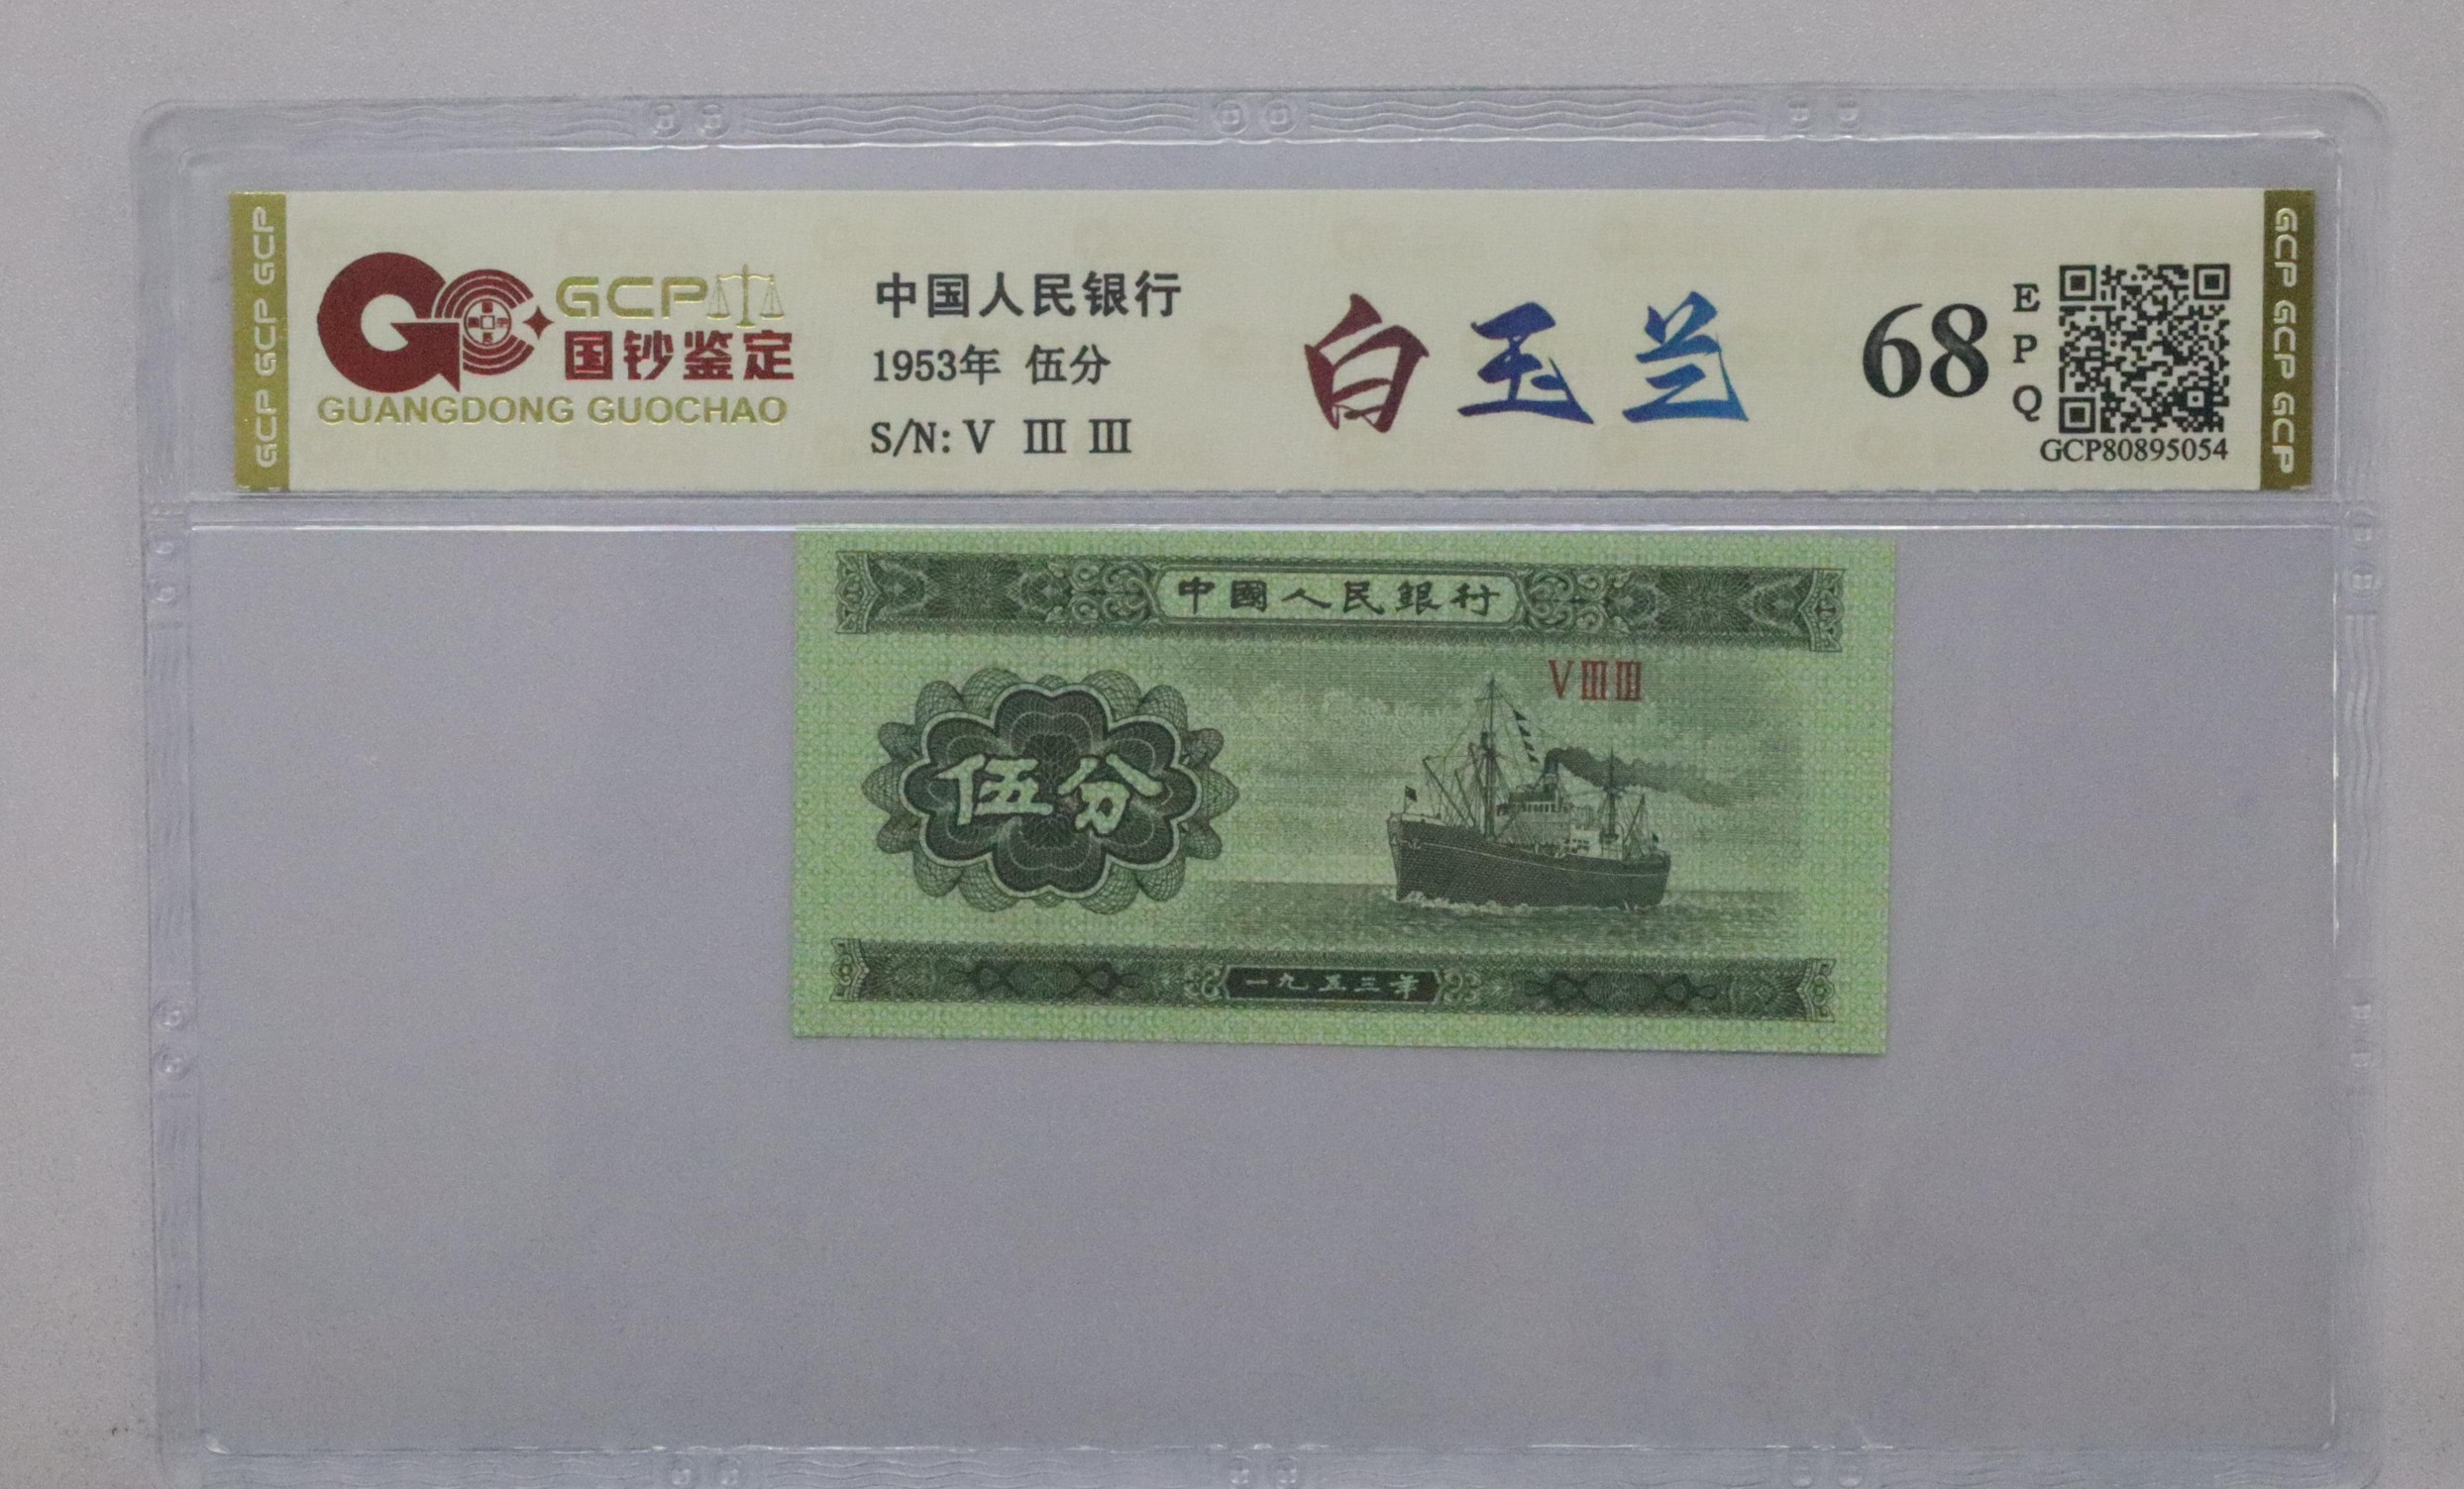 GCP GCP GCP
GCP
国钞鉴定
GUANGDONG GUOCHAO
中国人民银行
1953年 伍分
S/N: V III III
白玉兰
68
E
P
Q
GCP80895054
GCP GCP GCP
中國人民銀行
VIIIIII
伍分
一九五三年